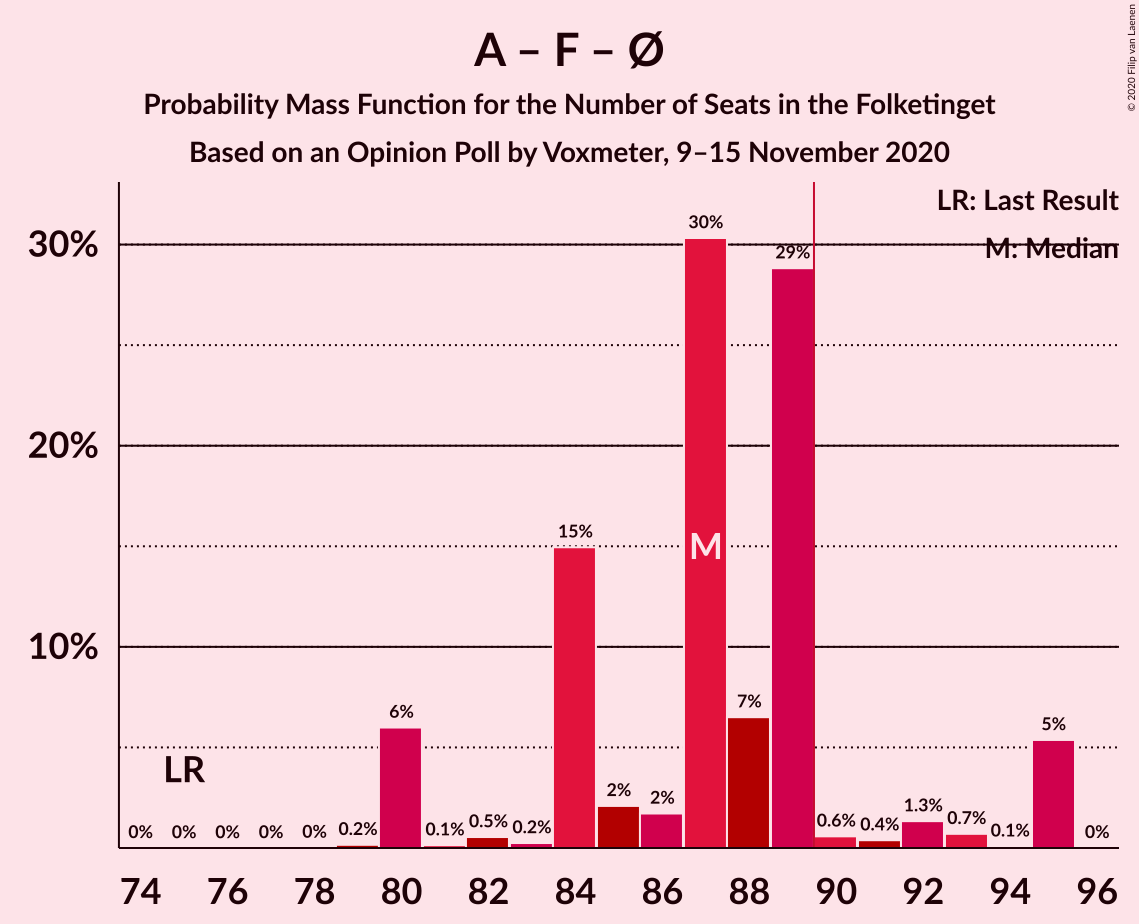 A – F – Ø
Probability Mass Function for the Number of Seats in the Folketinget
Based on an Opinion Poll by Voxmeter, 9–15 November 2020
© 2020 Filip van Laenen
LR: Last Result
M: Median
30%
20%
10%
0% 0% 0% 0% 0% 0.2% 6% 0.1% 0.5% 0.2% 15% 2% 2% 30% 7% 29% 0.6% 0.4% 1.3% 0.7% 0.1% 5% 0%
LR
M
74 76 78 80 82 84 86 88 90 92 94 96